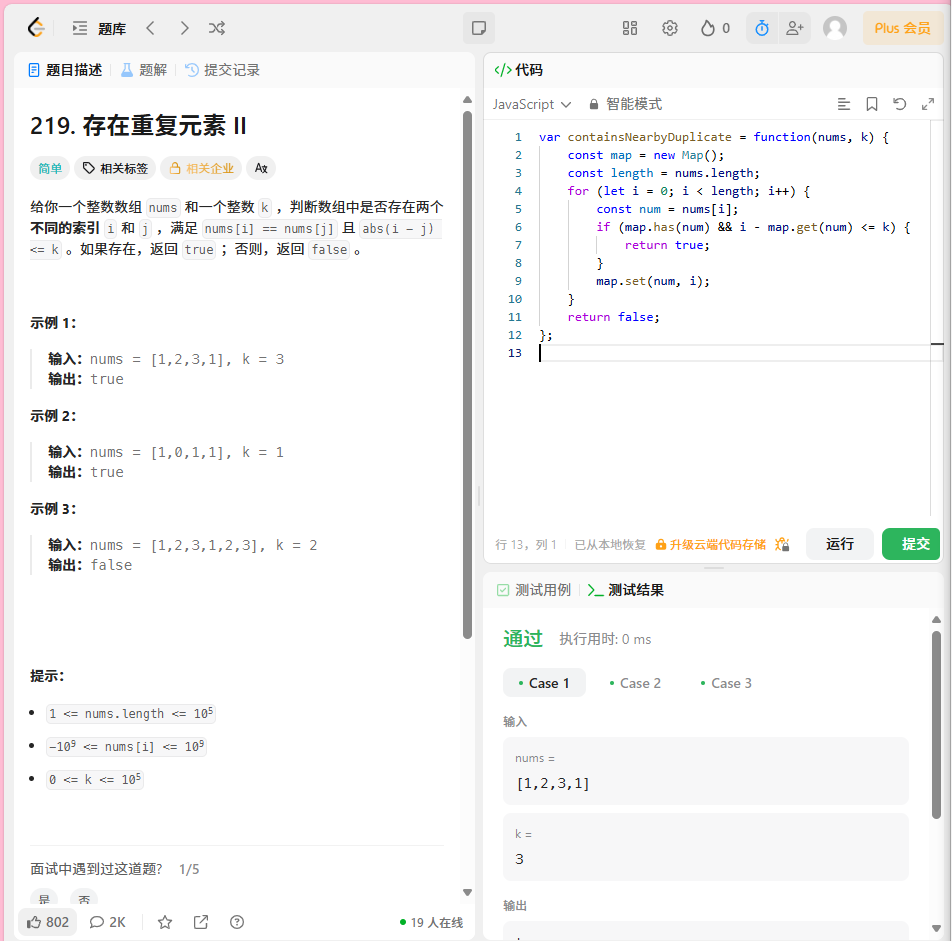 题库
0
Plus 会员
题目描述
题解
提交记录
219. 存在重复元素 II
简单
相关标签
相关企业
给你一个整数数组 nums 和一个整数 k ，判断数组中是否存在两个
不同的索引 i 和 j ，满足 nums[i] == nums[j] 且 abs(i - j)
<= k 。如果存在，返回 true ；否则，返回 false 。
示例 1：
输入：nums = [1,2,3,1], k = 3
输出：true
示例 2：
输入：nums = [1,0,1,1], k = 1
输出：true
示例 3：
输入：nums = [1,2,3,1,2,3], k = 2
输出：false
提示：
1 <= nums.length <= 10⁵
-10⁹ <= nums[i] <= 10⁹
0 <= k <= 10⁵
面试中遇到过这道题? 1/5
是 否
802
2K
19 人在线
</> 代码
JavaScript
智能模式
1 var containsNearbyDuplicate = function(nums, k) {
2 const map = new Map();
3 const length = nums.length;
4 for (let i = 0; i < length; i++) {
5 const num = nums[i];
6 if (map.has(num) && i - map.get(num) <= k) {
7 return true;
8 }
9 map.set(num, i);
10 }
11 return false;
12 };
13
行 13，列 1
已从本地恢复
升级云端代码存储
运行
提交
测试用例
测试结果
通过 执行用时: 0 ms
Case 1 Case 2 Case 3
输入
nums =
[1,2,3,1]
k =
3
输出